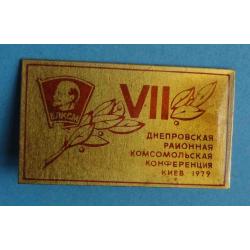 VII
ВЛКСМ
ДНЕПРОВСКАЯ
РАЙОННАЯ
КОМСОМОЛЬСКАЯ
КОНФЕРЕНЦИЯ
КИЕВ 1979